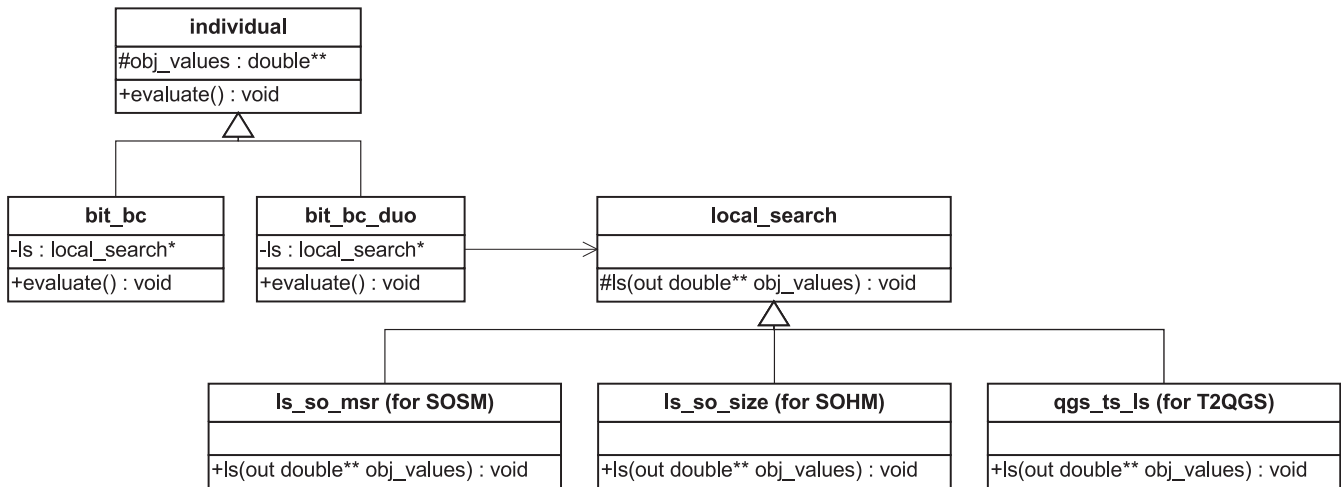 individual
#obj_values : double**
+evaluate() : void
bit_bc
-ls : local_search*
+evaluate() : void
bit_bc_duo
-ls : local_search*
+evaluate() : void
local_search
#ls(out double** obj_values) : void
ls_so_msr (for SOSM)
+ls(out double** obj_values) : void
ls_so_size (for SOHM)
+ls(out double** obj_values) : void
qgs_ts_ls (for T2QGS)
+ls(out double** obj_values) : void